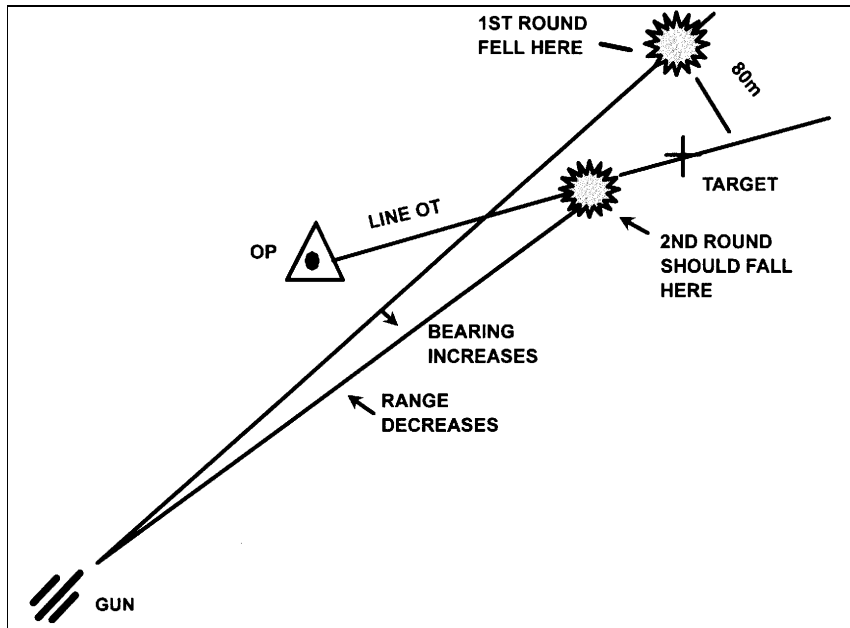 1ST ROUND
FELL HERE
80m
TARGET
LINE OT
OP
2ND ROUND
SHOULD FALL
HERE
BEARING
INCREASES
RANGE
DECREASES
GUN